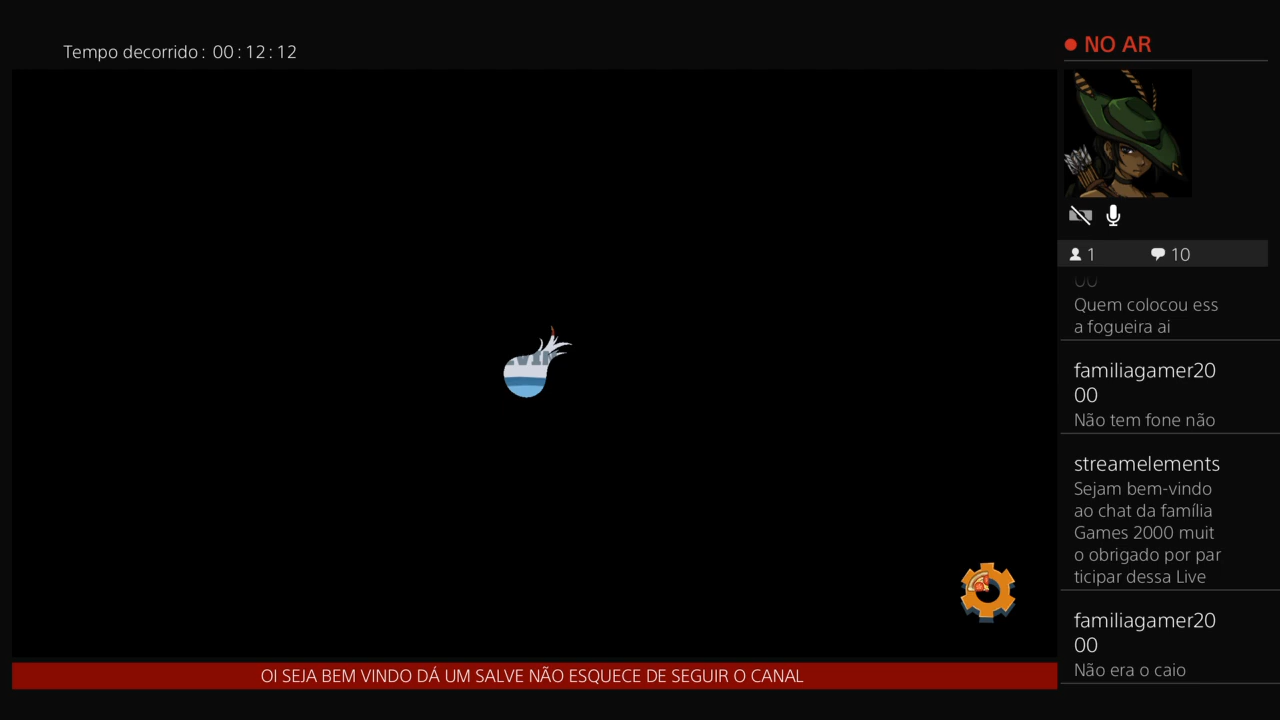 Tempo decorrido : 00 : 12 : 12
NO AR
1
10
Quem colocou ess
a fogueira ai
familiagamer20
00
Não tem fone não
streamelements
Sejam bem-vindo
ao chat da família
Games 2000 muit
o obrigado por par
ticipar dessa Live
familiagamer20
00
Não era o caio
OI SEJA BEM VINDO DÁ UM SALVE NÃO ESQUECE DE SEGUIR O CANAL